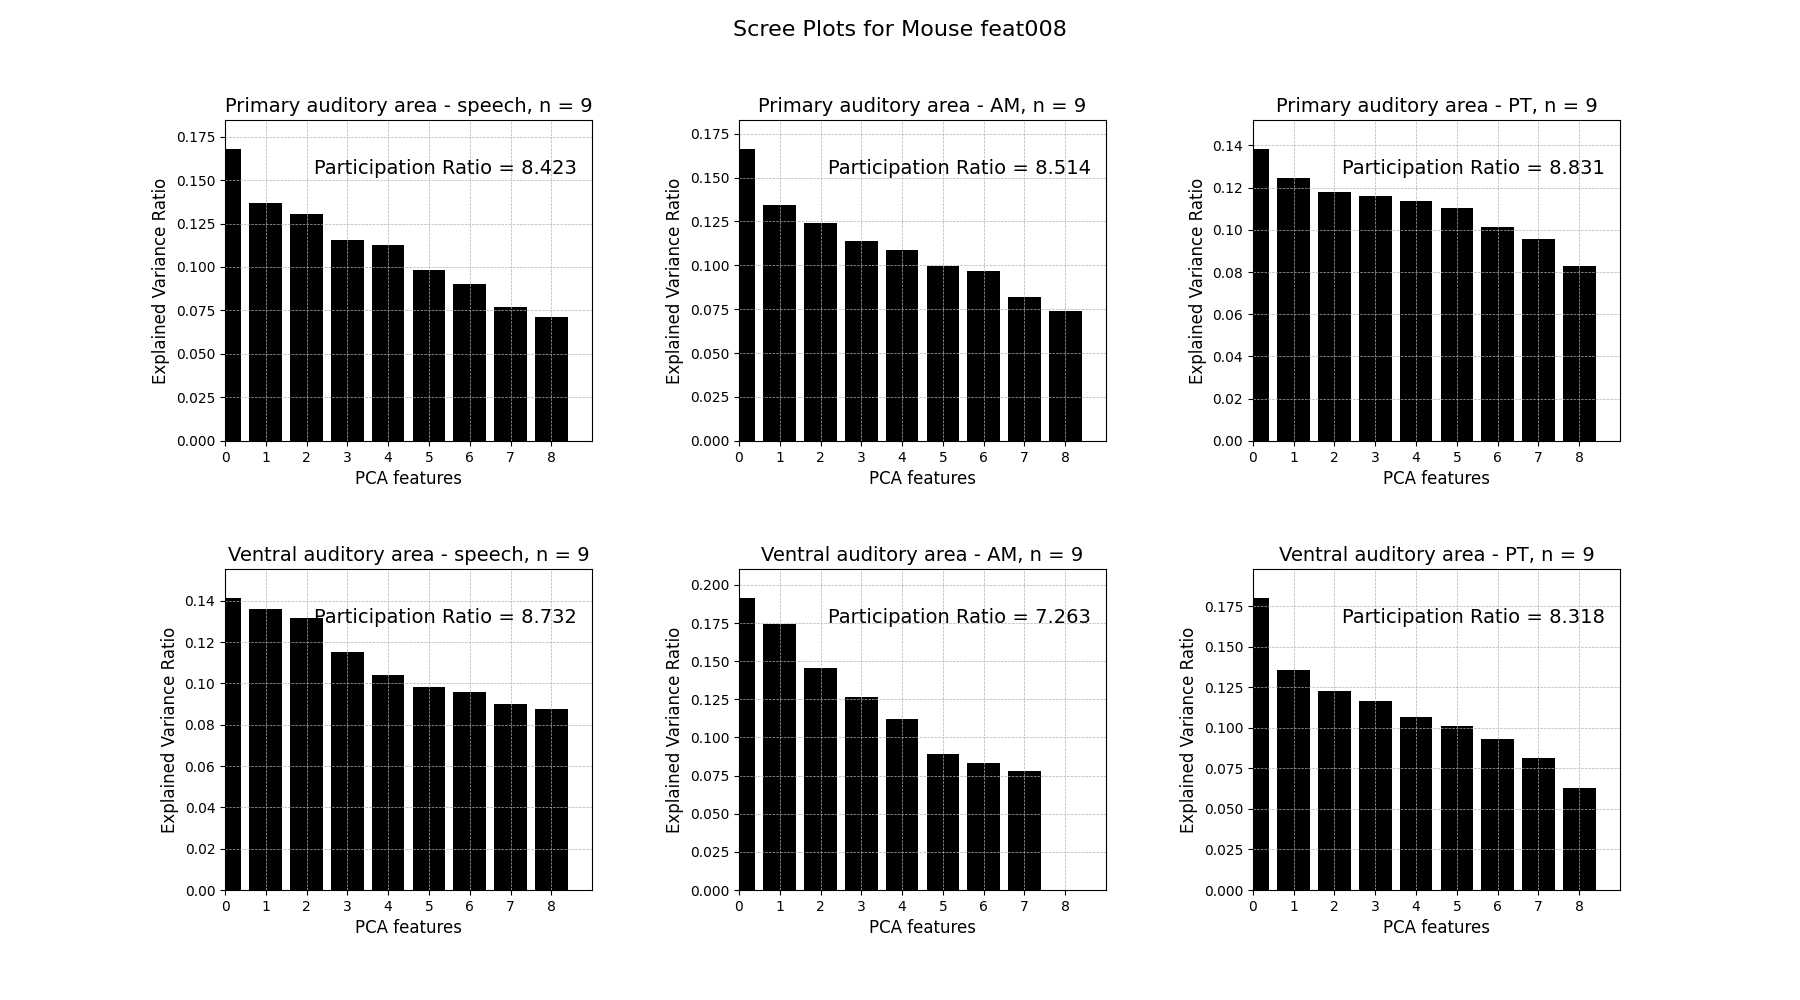 Scree Plots for Mouse feat008
Primary auditory area - speech, n = 9
Participation Ratio = 8.423
Explained Variance Ratio
0.175
0.150
0.125
0.100
0.075
0.050
0.025
0.000
0 1 2 3 4 5 6 7 8
PCA features
Primary auditory area - AM, n = 9
Participation Ratio = 8.514
Explained Variance Ratio
0.175
0.150
0.125
0.100
0.075
0.050
0.025
0.000
0 1 2 3 4 5 6 7 8
PCA features
Primary auditory area - PT, n = 9
Participation Ratio = 8.831
Explained Variance Ratio
0.14
0.12
0.10
0.08
0.06
0.04
0.02
0.00
0 1 2 3 4 5 6 7 8
PCA features
Ventral auditory area - speech, n = 9
Participation Ratio = 8.732
Explained Variance Ratio
0.14
0.12
0.10
0.08
0.06
0.04
0.02
0.00
0 1 2 3 4 5 6 7 8
PCA features
Ventral auditory area - AM, n = 9
Participation Ratio = 7.263
Explained Variance Ratio
0.200
0.175
0.150
0.125
0.100
0.075
0.050
0.025
0.000
0 1 2 3 4 5 6 7 8
PCA features
Ventral auditory area - PT, n = 9
Participation Ratio = 8.318
Explained Variance Ratio
0.175
0.150
0.125
0.100
0.075
0.050
0.025
0.000
0 1 2 3 4 5 6 7 8
PCA features